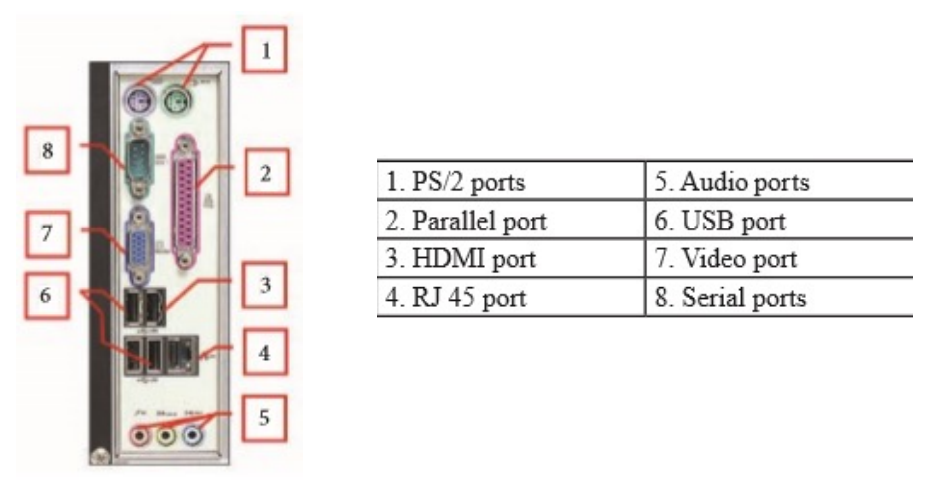 1
8
2
7
3
6
4
5
1. PS/2 ports 5. Audio ports
2. Parallel port 6. USB port
3. HDMI port 7. Video port
4. RJ 45 port 8. Serial ports